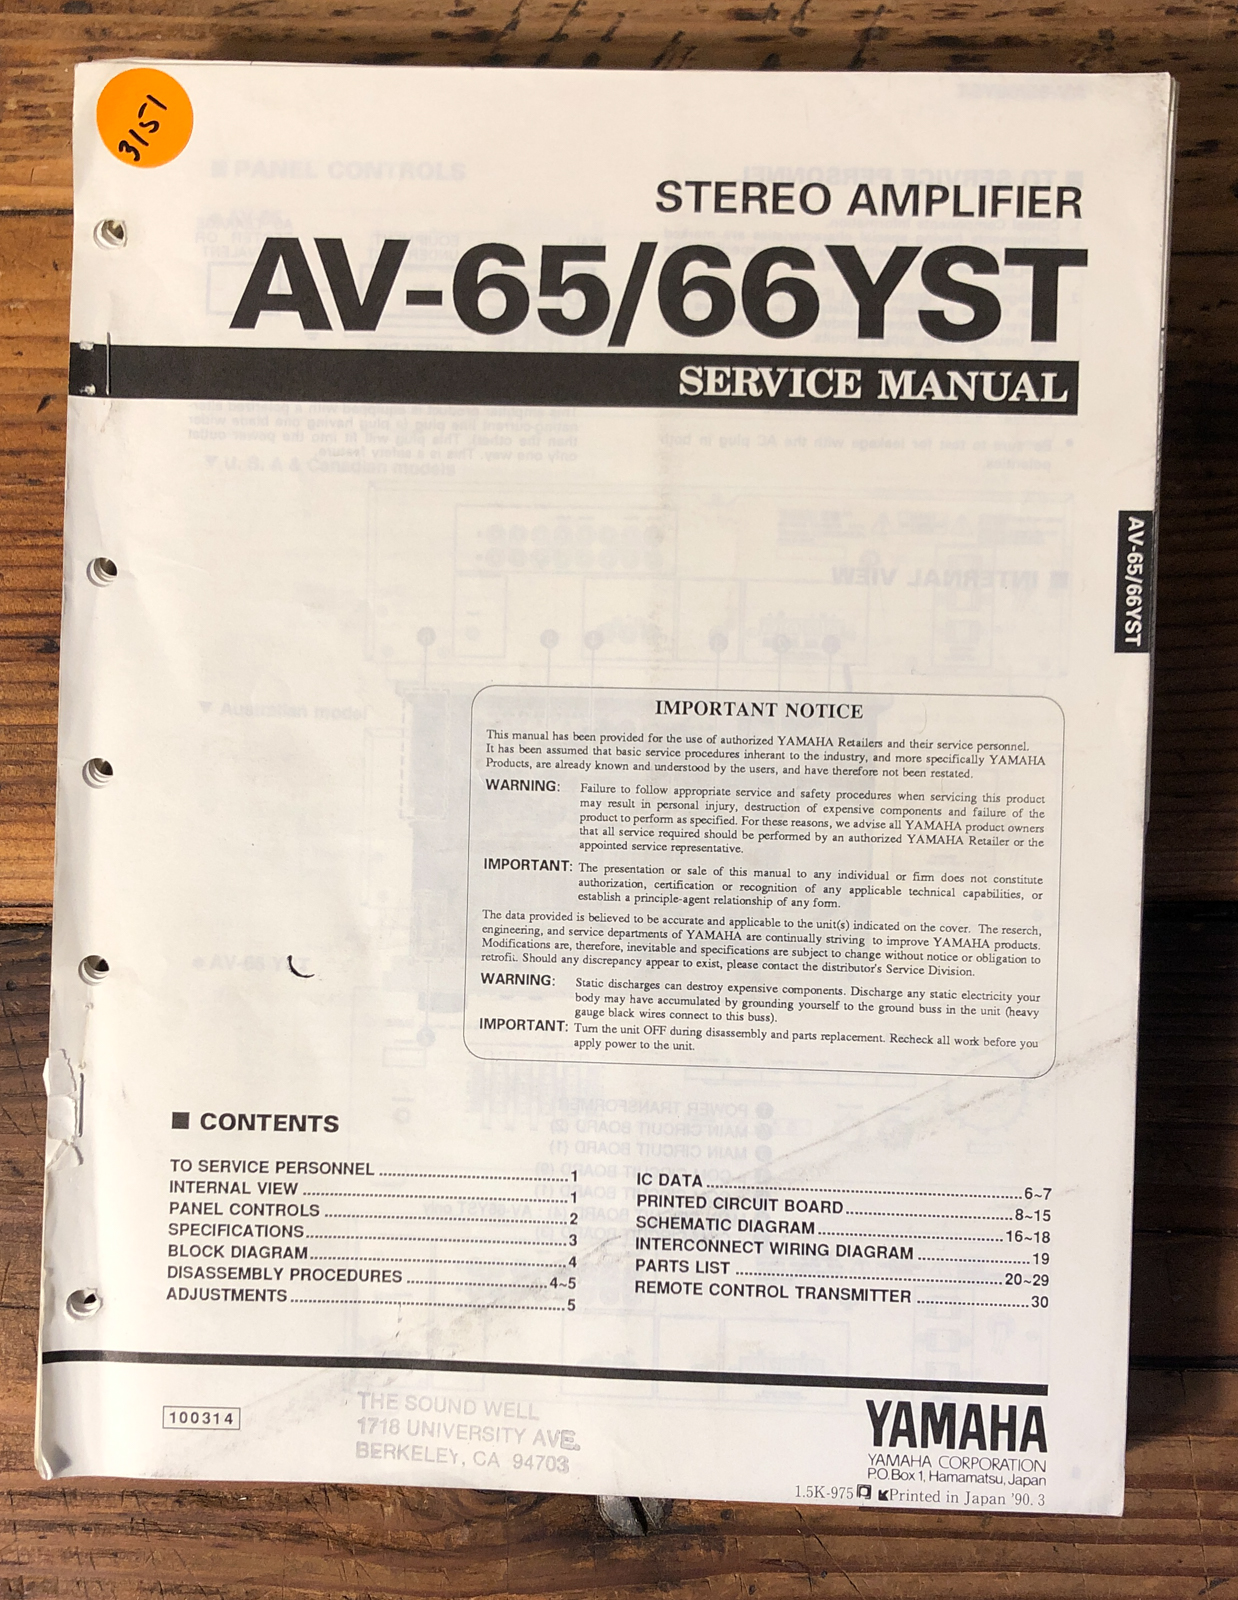 3151
STEREO AMPLIFIER
AV-65/66YST
SERVICE MANUAL
AV-65/66YST
IMPORTANT NOTICE
This manual has been provided for the use of authorized YAMAHA Retailers and their service personnel.
It has been assumed that basic service procedures inherant to the industry, and more specifically YAMAHA
Products, are already known and understood by the users, and have therefore not been restated.
WARNING: Failure to follow appropriate service and safety procedures when servicing this product
may result in personal injury, destruction of expensive components and failure of the
product to perform as specified. For these reasons, we advise all YAMAHA product owners
that all service required should be performed by an authorized YAMAHA Retailer or the
appointed service representative.
IMPORTANT: The presentation or sale of this manual to any individual or firm does not constitute
authorization, certification or recognition of any applicable technical capabilities, or
establish a principle-agent relationship of any form.
The data provided is believed to be accurate and applicable to the unit(s) indicated on the cover. The reserch,
engineering, and service departments of YAMAHA are continually striving to improve YAMAHA products.
Modifications are, therefore, inevitable and specifications are subject to change without notice or obligation to
retrofit. Should any discrepancy appear to exist, please contact the distributor's Service Division.
WARNING: Static discharges can destroy expensive components. Discharge any static electricity your
body may have accumulated by grounding yourself to the ground buss in the unit (heavy
gauge black wires connect to this buss).
IMPORTANT: Turn the unit OFF during disassembly and parts replacement. Recheck all work before you
apply power to the unit.
■ CONTENTS
TO SERVICE PERSONNEL ........ 1
INTERNAL VIEW ........ 1
PANEL CONTROLS ........ 2
SPECIFICATIONS ........ 3
BLOCK DIAGRAM ........ 4
DISASSEMBLY PROCEDURES ........ 4~5
ADJUSTMENTS ........ 5
IC DATA ........ 6~7
PRINTED CIRCUIT BOARD ........ 8~15
SCHEMATIC DIAGRAM ........ 16~18
INTERCONNECT WIRING DIAGRAM ........ 19
PARTS LIST ........ 20~29
REMOTE CONTROL TRANSMITTER ........ 30
100314
THE SOUND WELL
1718 UNIVERSITY AVE.
BERKELEY, CA 94703
YAMAHA
YAMAHA CORPORATION
P.O.Box 1, Hamamatsu, Japan
1.5K-975 Printed in Japan '90. 3